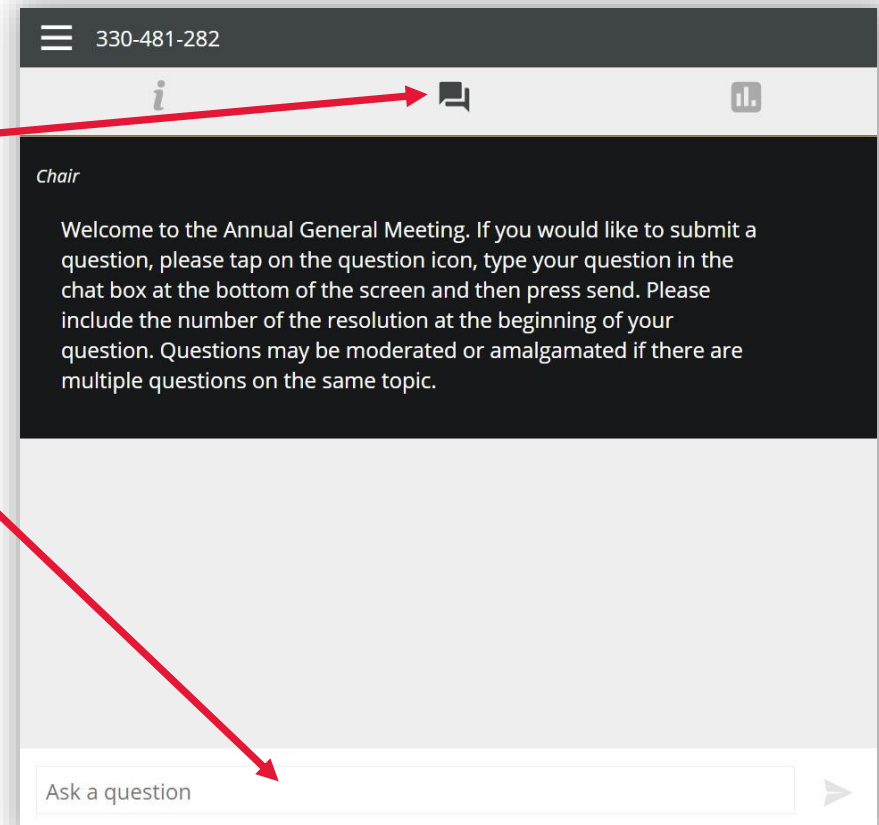 330-481-282
i
Chair
Welcome to the Annual General Meeting. If you would like to submit a
question, please tap on the question icon, type your question in the
chat box at the bottom of the screen and then press send. Please
include the number of the resolution at the beginning of your
question. Questions may be moderated or amalgamated if there are
multiple questions on the same topic.
Ask a question